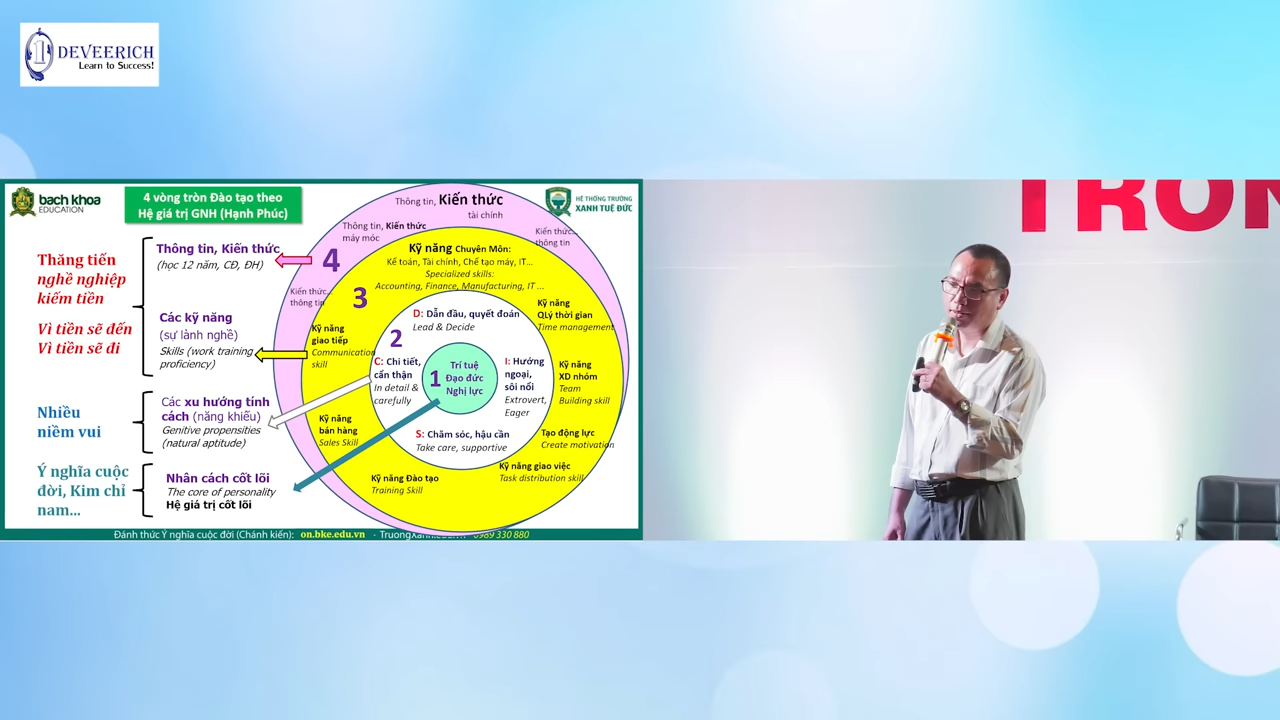 1 DEVEERICH
Learn to Success!
bach khoa
EDUCATION
4 vòng tròn Đào tạo theo
Hệ giá trị GNH (Hạnh Phúc)
HỆ THỐNG TRƯỜNG
XANH TUỆ ĐỨC
Thăng tiến
nghề nghiệp
kiếm tiền
Vì tiền sẽ đến
Vì tiền sẽ đi
Nhiều
niềm vui
Ý nghĩa cuộc
đời, Kim chỉ
nam...
Thông tin, Kiến thức
(học 12 năm, CĐ, ĐH)
Các kỹ năng
(sự lành nghề)
Skills (work training
proficiency)
Các xu hướng tính
cách (năng khiếu)
Genitive propensities
(natural aptitude)
Nhân cách cốt lõi
The core of personality
Hệ giá trị cốt lõi
Thông tin, Kiến thức
tài chính
Thông tin, Kiến thức
máy móc
Kiến thức...
thông tin
4
Kiến thức...
thông tin
3
Kỹ năng Chuyên Môn:
Kế toán, Tài chính, Chế tạo máy, IT...
Specialized skills:
Accounting, Finance, Manufacturing, IT ...
Kỹ năng
QLý thời gian
Time management
Kỹ năng
giao tiếp
Communication
skill
Kỹ năng
XD nhóm
Team
Building skill
Kỹ năng
bán hàng
Sales Skill
Tạo động lực
Create motivation
Kỹ năng giao việc
Task distribution skill
Kỹ năng Đào tạo
Training Skill
2
D: Dẫn đầu, quyết đoán
Lead & Decide
C: Chi tiết,
cẩn thận
In detail &
carefully
I: Hướng
ngoại,
sôi nổi
Extrovert,
Eager
S: Chăm sóc, hậu cần
Take care, supportive
1
Trí tuệ
Đạo đức
Nghị lực
Đánh thức Ý nghĩa cuộc đời (Chánh kiến): on.bke.edu.vn - TruongXanh.edu.vn 0989 330 880
TRON